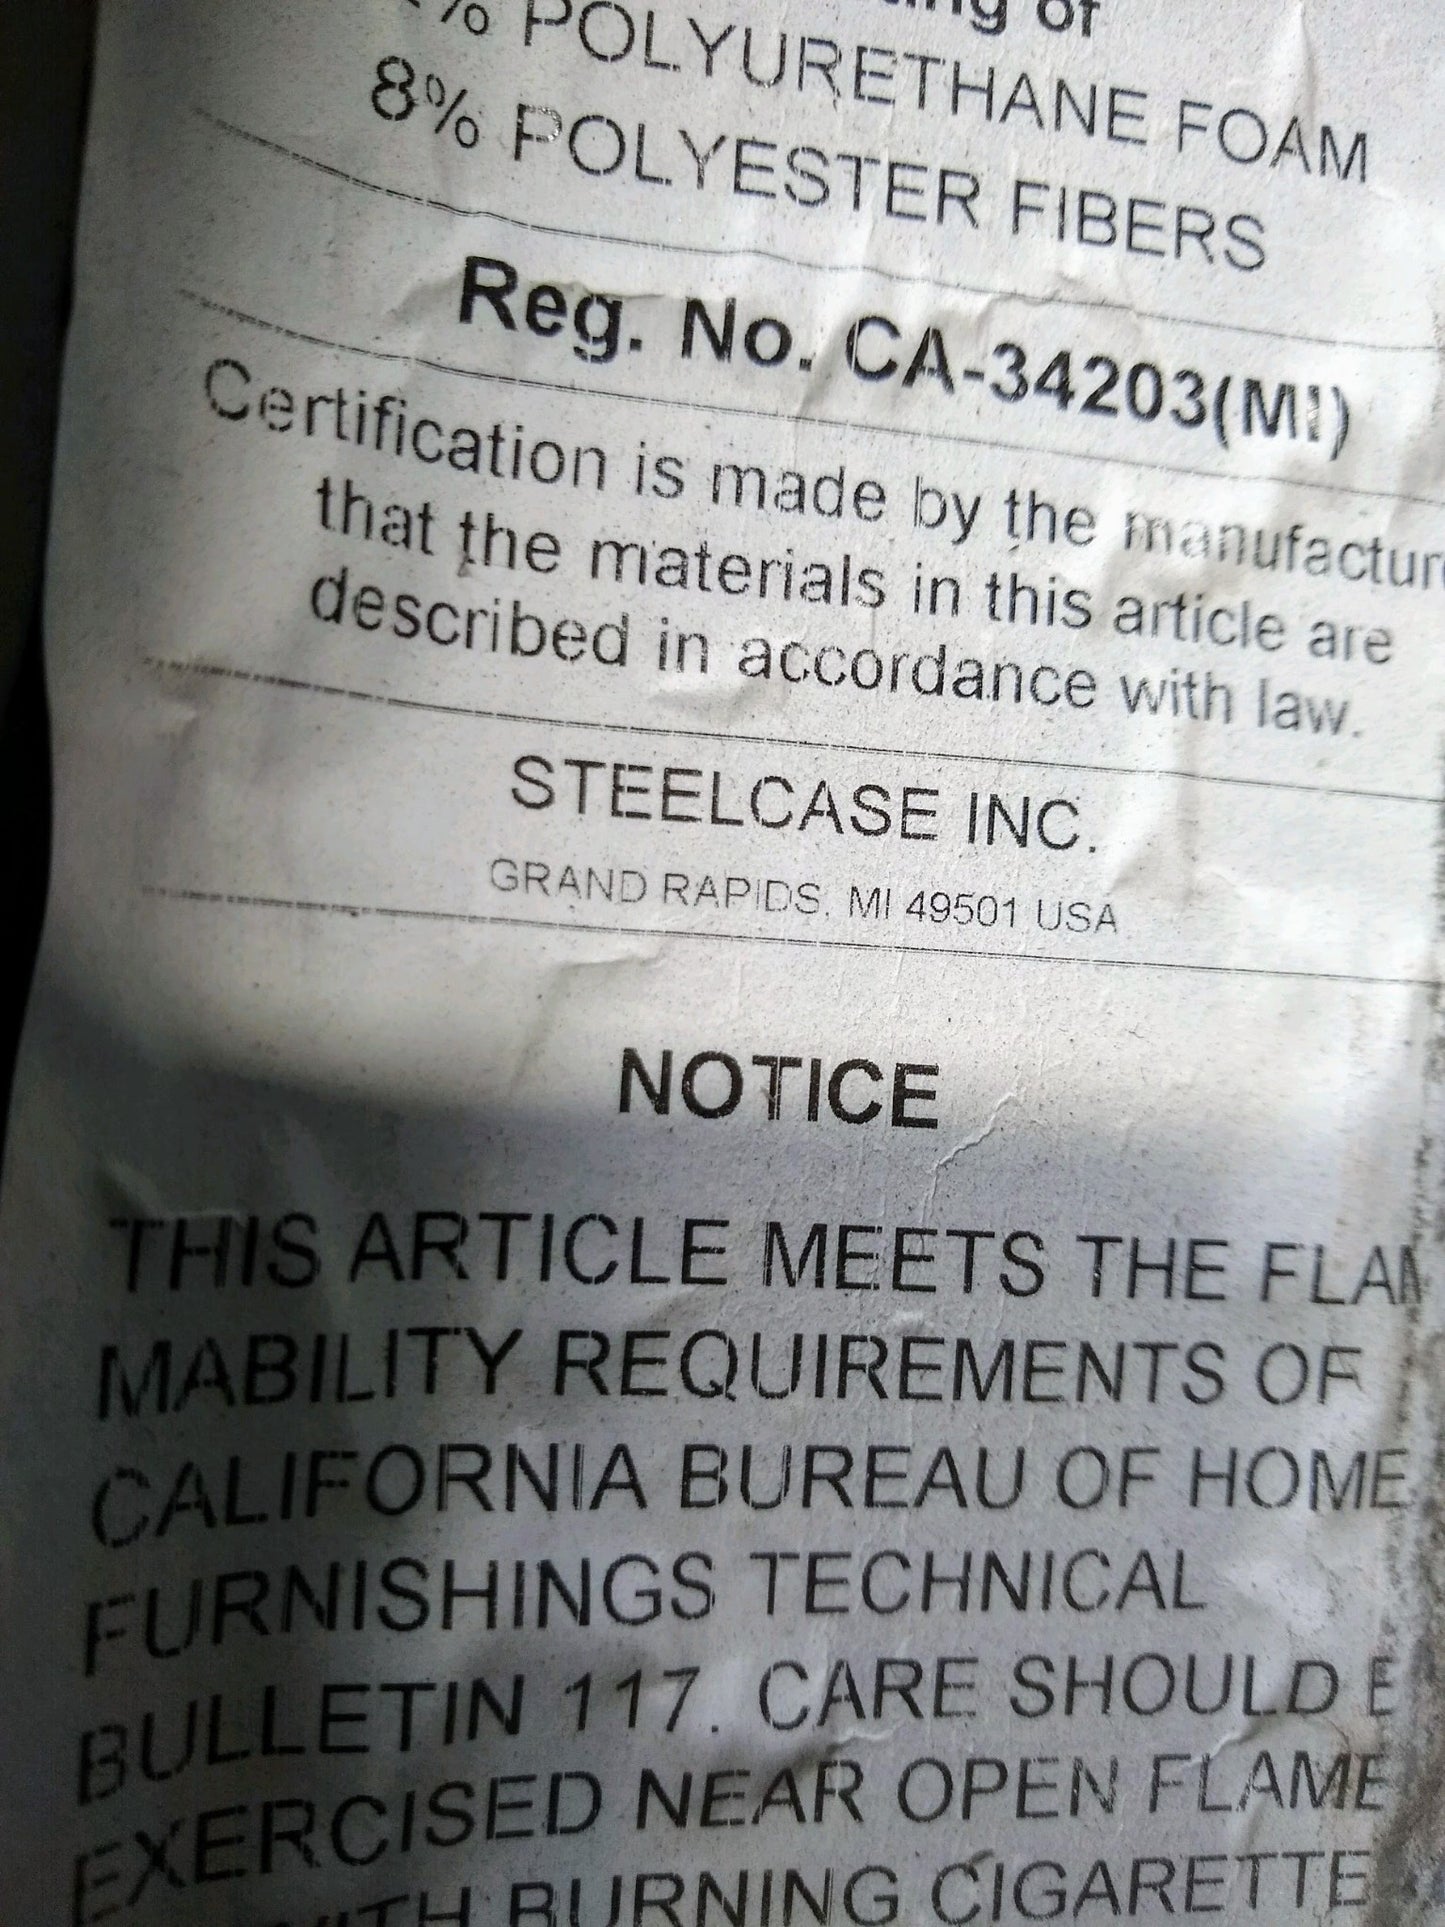 % POLYURETHANE FOAM
8% POLYESTER FIBERS
Reg. No. CA-34203(MI)
Certification is made by the manufactur
that the materials in this article are
described in accordance with law.
STEELCASE INC.
GRAND RAPIDS, MI 49501 USA
NOTICE
THIS ARTICLE MEETS THE FLAM
MABILITY REQUIREMENTS OF
CALIFORNIA BUREAU OF HOME
FURNISHINGS TECHNICAL
BULLETIN 117. CARE SHOULD
EXERCISED NEAR OPEN FLAME
BURNING CIGARETTE